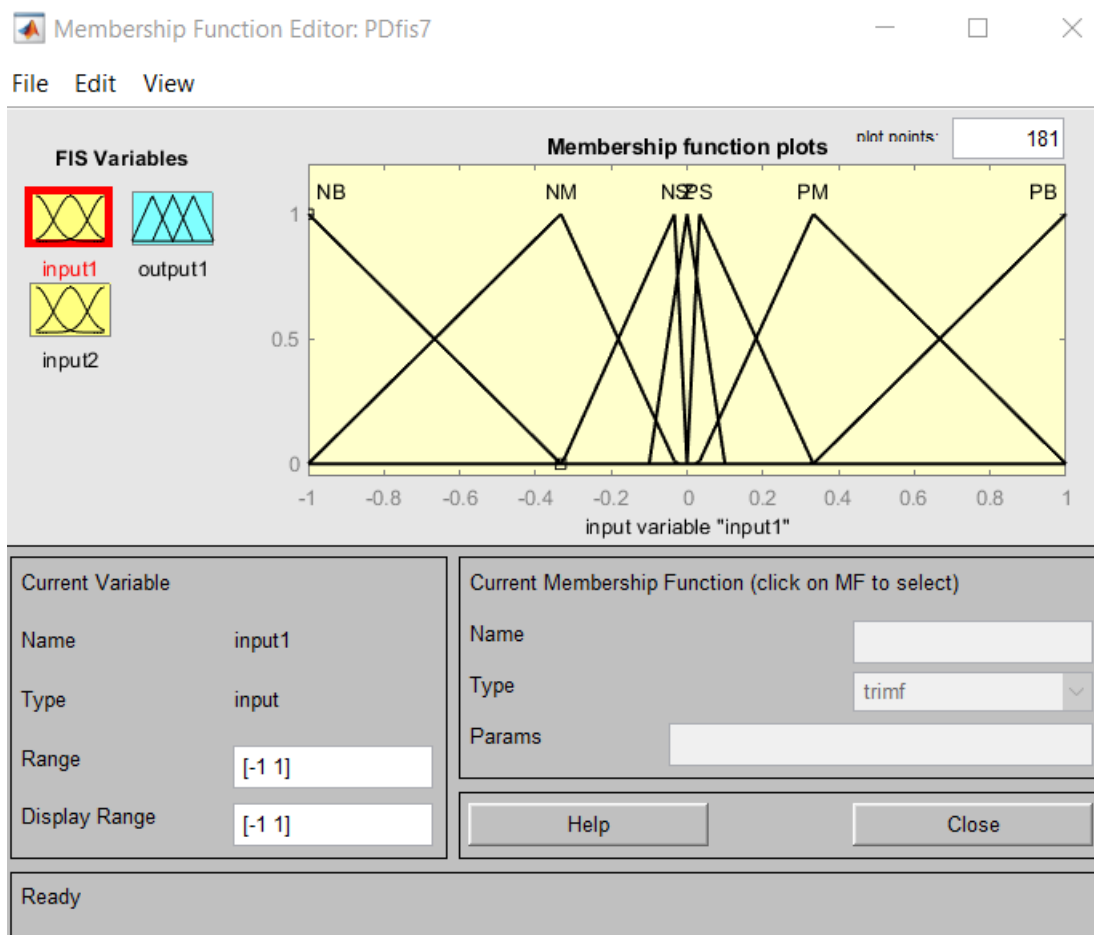 Membership Function Editor: PDfis7
File Edit View
FIS Variables
input1
output1
input2
Membership function plots
plot points:
181
NB NM NS Z PS PM PB
1
0.5
0
-1 -0.8 -0.6 -0.4 -0.2 0 0.2 0.4 0.6 0.8 1
input variable "input1"
Current Variable
Name input1
Type input
Range [-1 1]
Display Range [-1 1]
Current Membership Function (click on MF to select)
Name
Type trimf
Params
Help Close
Ready